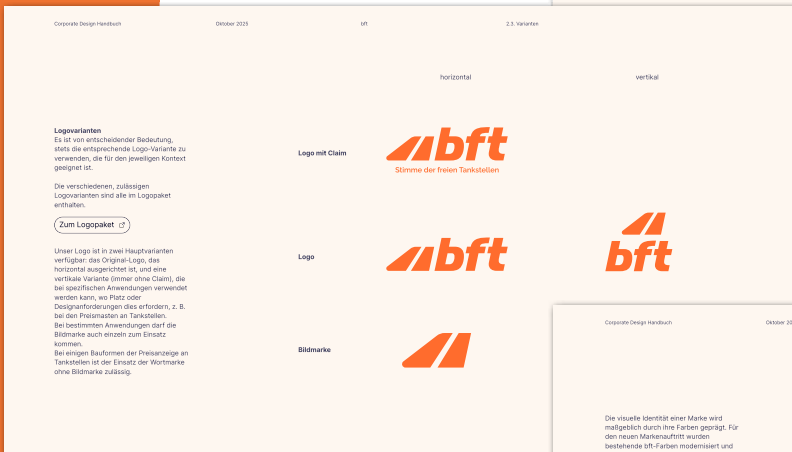 Corporate Design Handbuch
Oktober 2025
bft
2.3. Varianten
horizontal
vertikal
Logovarianten
Es ist von entscheidender Bedeutung,
stets die entsprechende Logo-Variante zu
verwenden, die für den jeweiligen Kontext
geeignet ist.
Die verschiedenen, zulässigen
Logovarianten sind alle im Logopaket
enthalten.
Zum Logopaket
Unser Logo ist in zwei Hauptvarianten
verfügbar: das Original-Logo, das
horizontal ausgerichtet ist, und eine
vertikale Variante (immer ohne Claim), die
bei spezifischen Anwendungen verwendet
werden kann, wo Platz oder
Designanforderungen dies erfordern, z. B.
bei den Preismasten an Tankstellen.
Bei bestimmten Anwendungen darf die
Bildmarke auch einzeln zum Einsatz
kommen.
Bei einigen Bauformen der Preisanzeige an
Tankstellen ist der Einsatz der Wortmarke
ohne Bildmarke zulässig.
Logo mit Claim
bft
Stimme der freien Tankstellen
Logo
bft
bft
Bildmarke
Corporate Design Handbuch
Oktober 20
Die visuelle Identität einer Marke wird
maßgeblich durch ihre Farben geprägt. Für
den neuen Markenauftritt wurden
bestehende bft-Farben modernisiert und